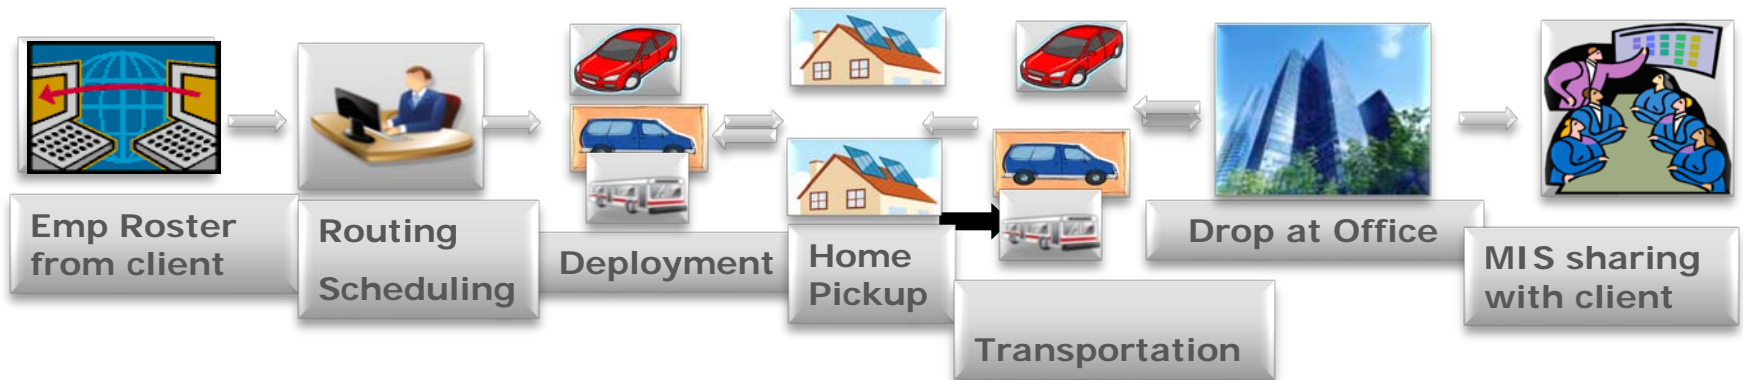 Emp Roster
from client
Routing
Scheduling
Deployment
Home
Pickup
Transportation
Drop at Office
MIS sharing
with client